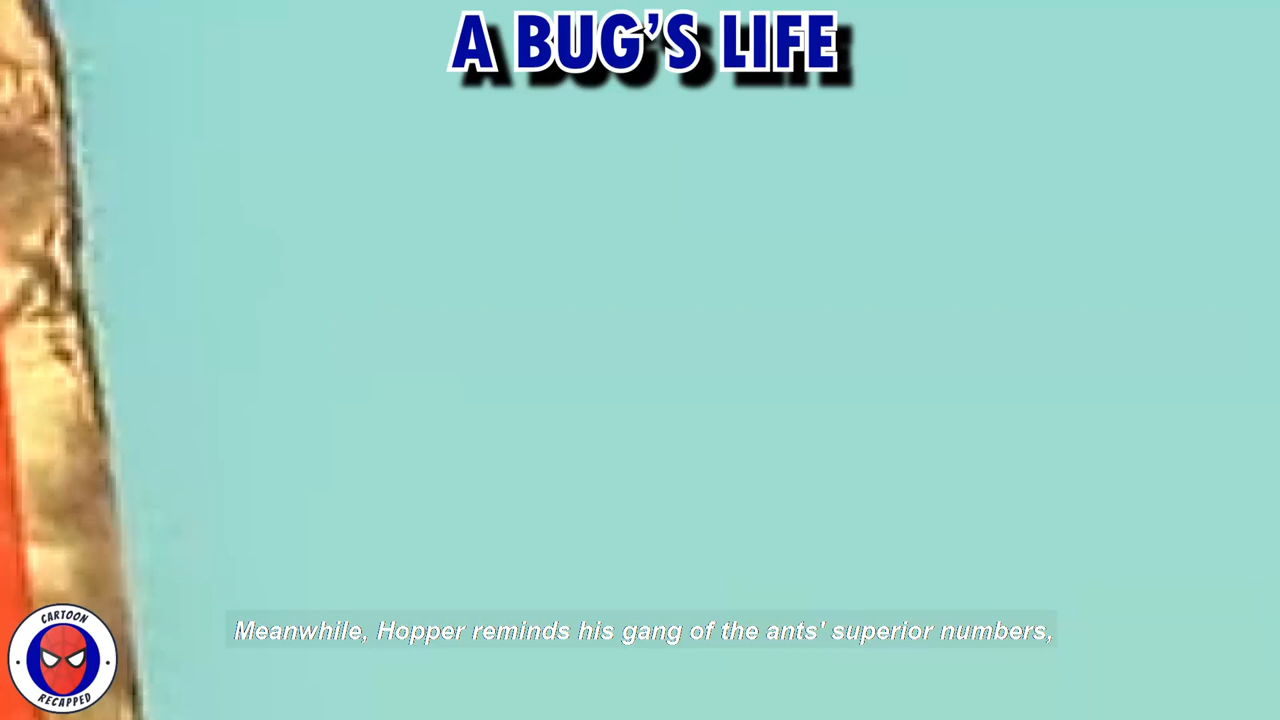 A BUG'S LIFE
Meanwhile, Hopper reminds his gang of the ants' superior numbers,
CARTOON
RECAPPED